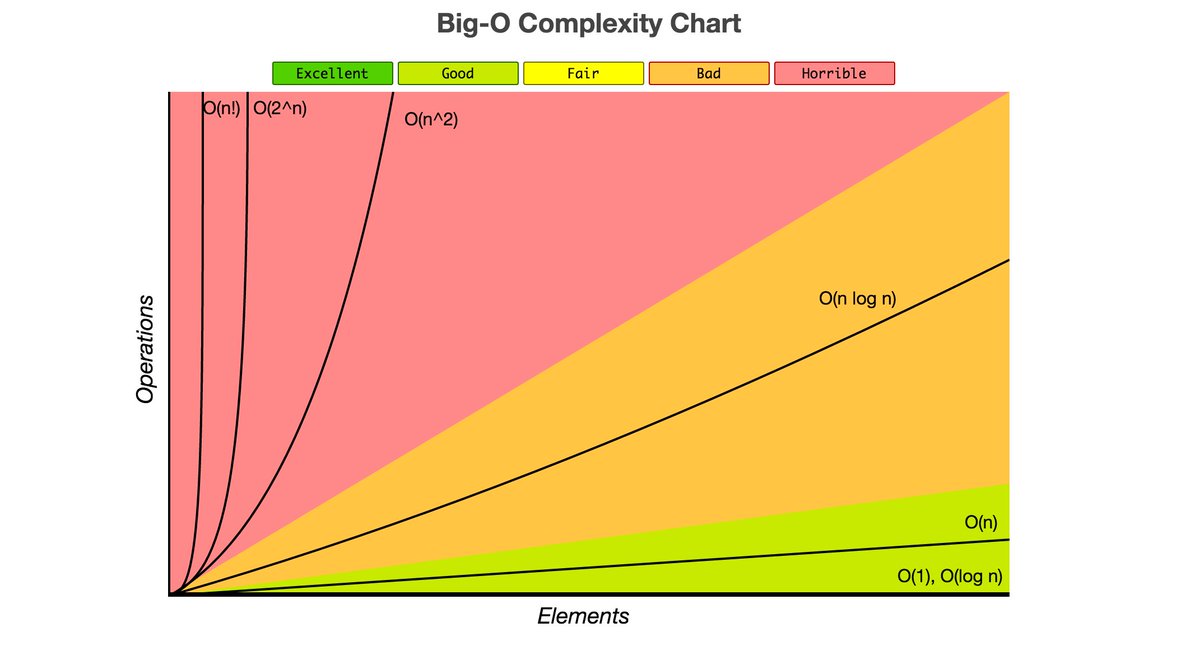 Big-O Complexity Chart
Excellent Good Fair Bad Horrible
O(n!) O(2^n)
O(n^2)
O(n log n)
Operations
O(n)
O(1), O(log n)
Elements